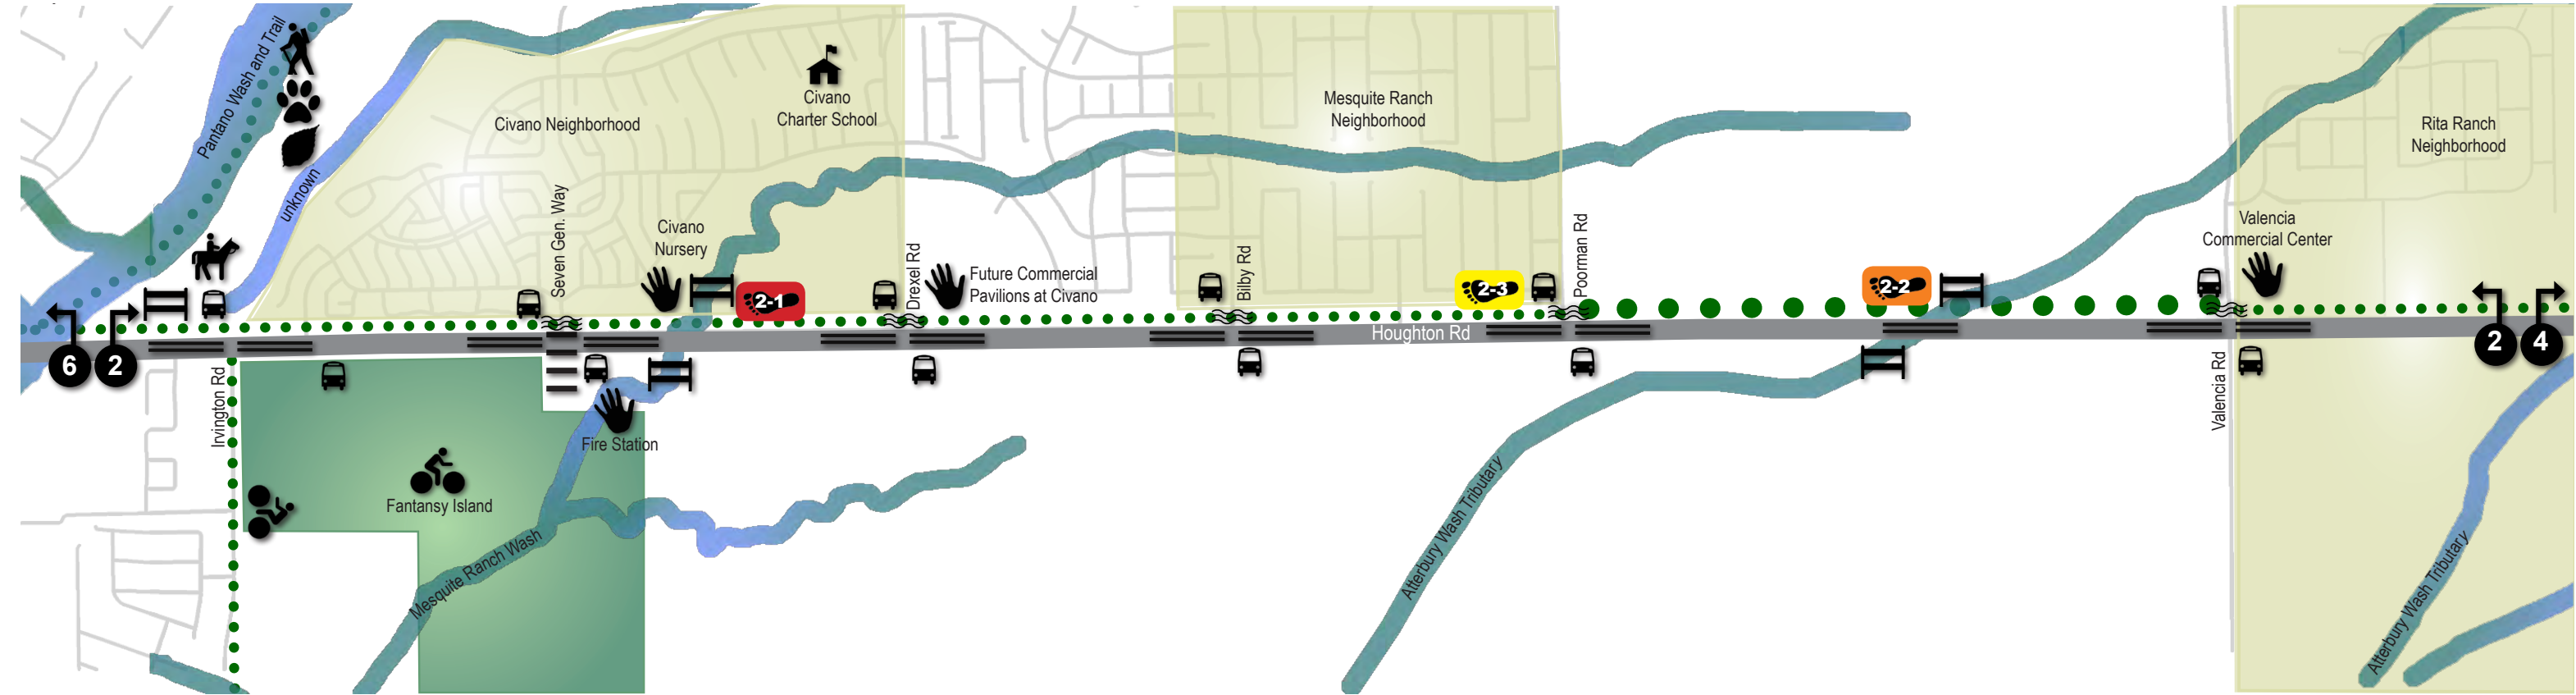 Pantano Wash and Trail
unknown
Civano Neighborhood
Civano
Charter School
Mesquite Ranch
Neighborhood
Rita Ranch
Neighborhood
Seven Gen. Way
Civano
Nursery
2-1
Drexel Rd
Future Commercial
Pavilions at Civano
Bilby Rd
2-3
Poorman Rd
2-2
Valencia
Commercial Center
Houghton Rd
6
2
2
4
Irvington Rd
Valencia Rd
Fire Station
Fantansy Island
Mesquite Ranch Wash
Atterbury Wash Tributary
Atterbury Wash Tributary